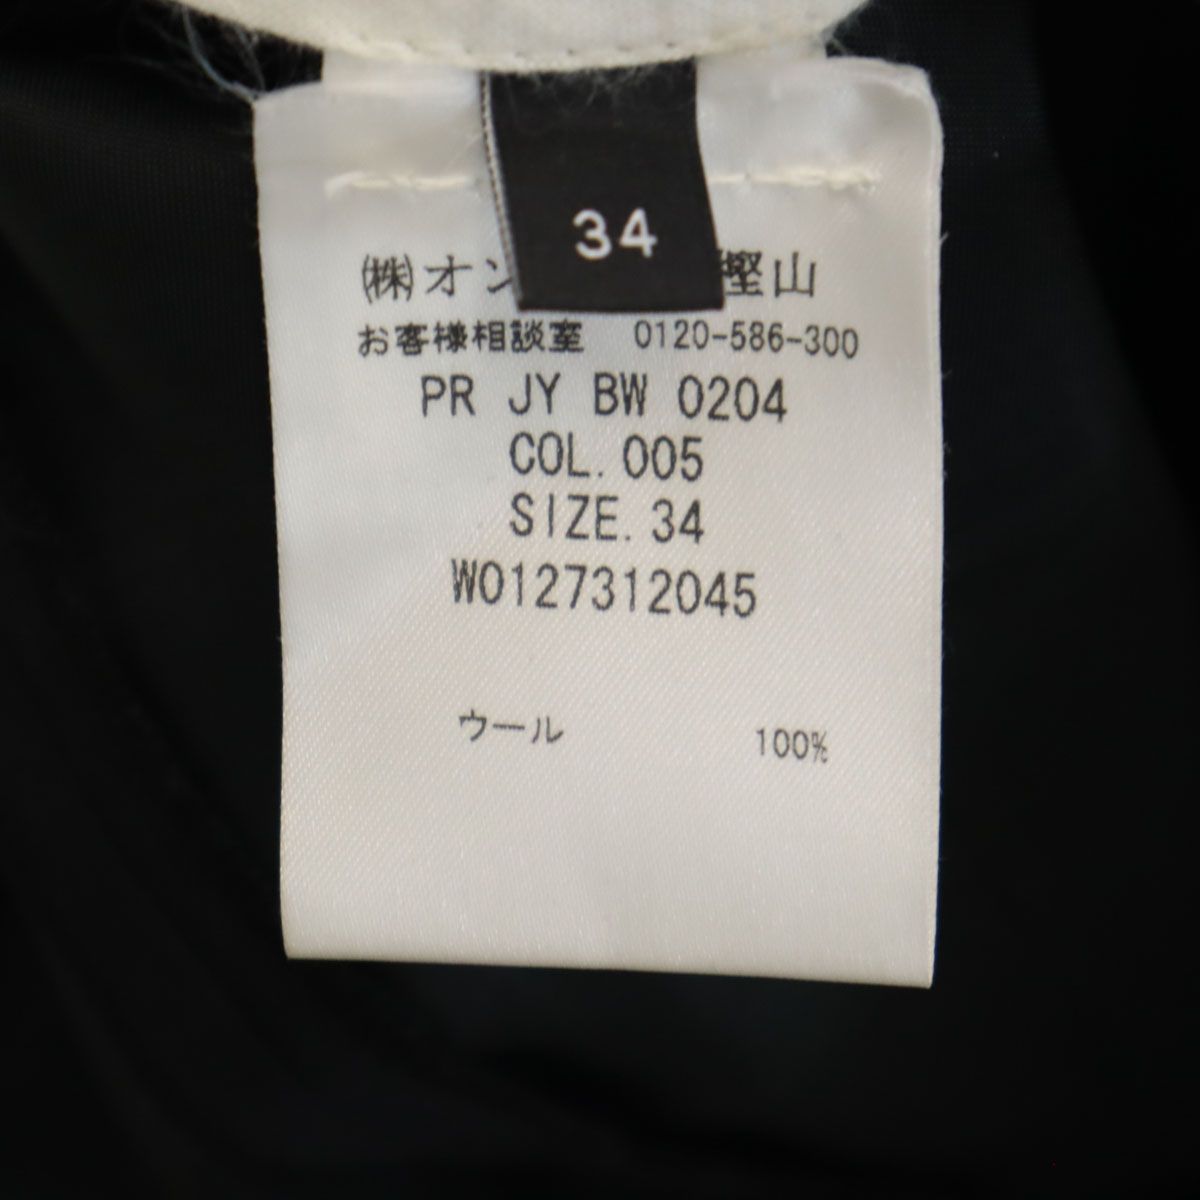 34
㈱オン 樫山
お客様相談室 0120-586-300
PR JY BW 0204
COL. 005
SIZE. 34
W0127312045
ウール 100%